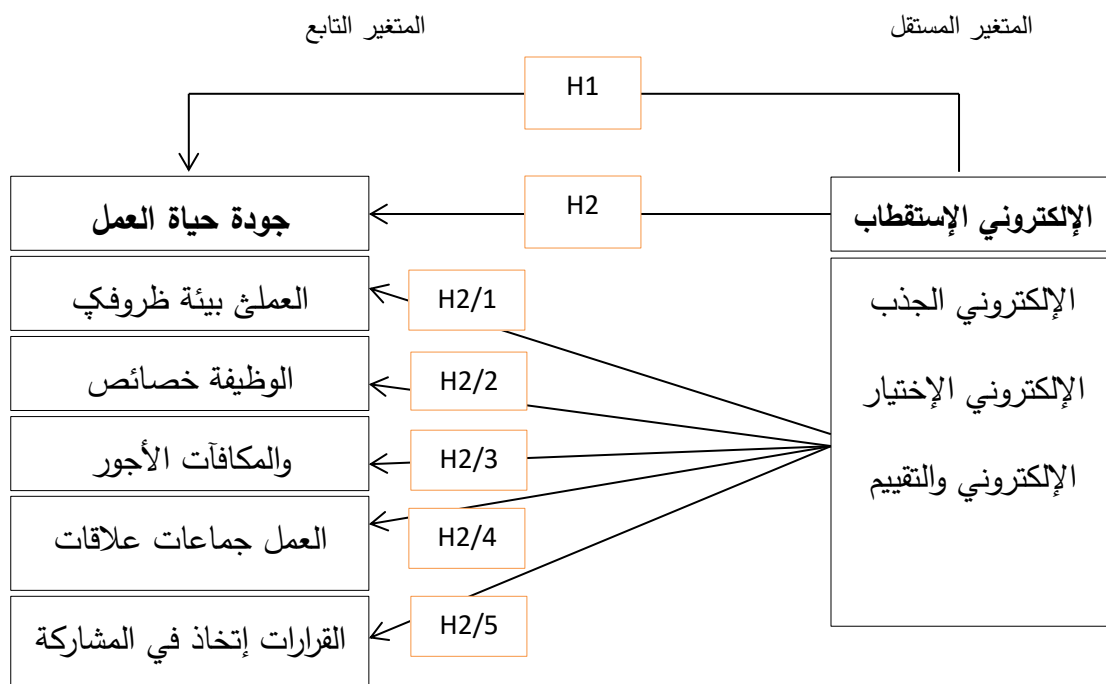 المتغير المستقل
المتغير التابع
H1
الإلكتروني الإستقطاب
H2
جودة حياة العمل
الإلكتروني الجذب
الإلكتروني الإختيار
الإلكتروني والتقييم
H2/1
العملئ بيئة ظروفكي
H2/2
الوظيفة خصائص
H2/3
والمكافآت الأجور
H2/4
العمل جماعات علاقات
H2/5
القرارات إتخاذ في المشاركة